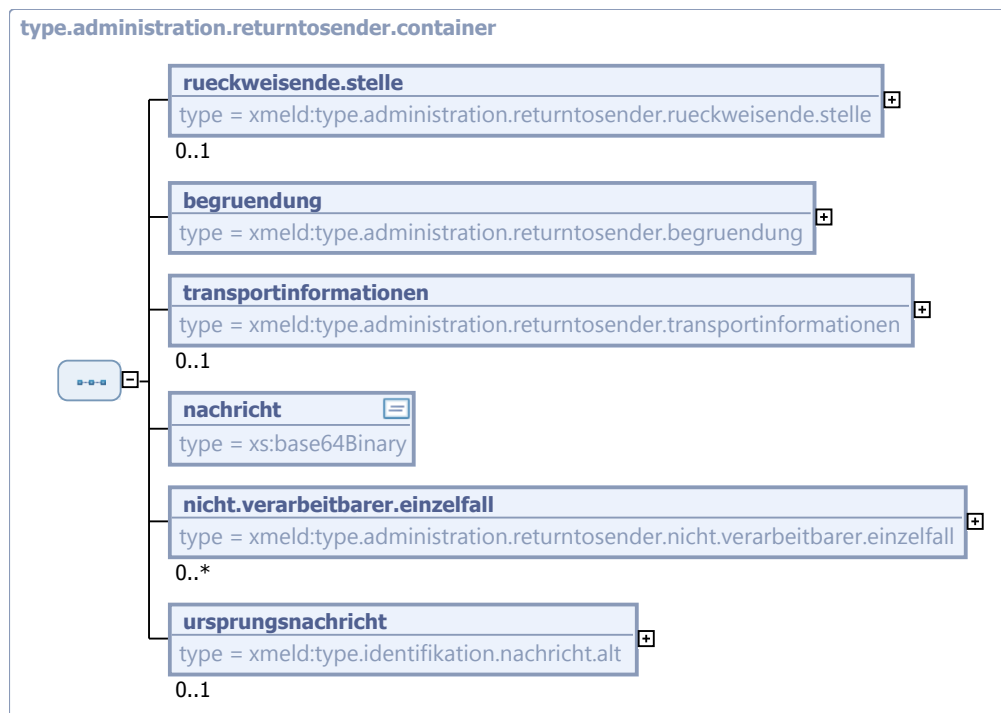 type.administration.returntosender.container
rueckweisende.stelle
type = xmeld:type.administration.returntosender.rueckweisende.stelle
0..1
begruendung
type = xmeld:type.administration.returntosender.begruendung
transportinformationen
type = xmeld:type.administration.returntosender.transportinformationen
0..1
nachricht
type = xs:base64Binary
nicht.verarbeitbarer.einzelfall
type = xmeld:type.administration.returntosender.nicht.verarbeitbarer.einzelfall
0..*
ursprungsnachricht
type = xmeld:type.identifikation.nachricht.alt
0..1